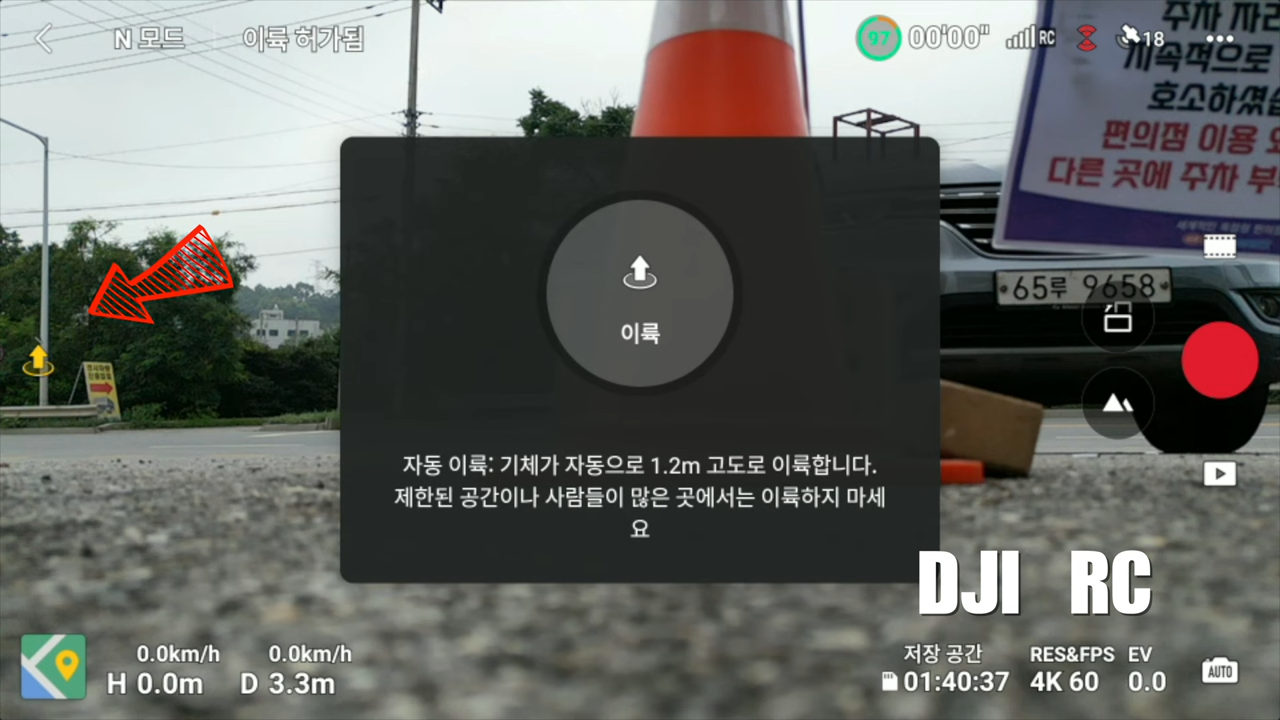 N 모드
이륙 허가됨
97
00'00"
RC
18
주차 자리
지속적으로
호소하셨습
편의점 이용 외
다른 곳에 주차 부
65루 9658
이륙
자동 이륙: 기체가 자동으로 1.2m 고도로 이륙합니다.
제한된 공간이나 사람들이 많은 곳에서는 이륙하지 마세
요
DJI RC
0.0km/h
0.0km/h
H 0.0m
D 3.3m
저장 공간
RES&FPS
EV
01:40:37
4K 60
0.0
AUTO